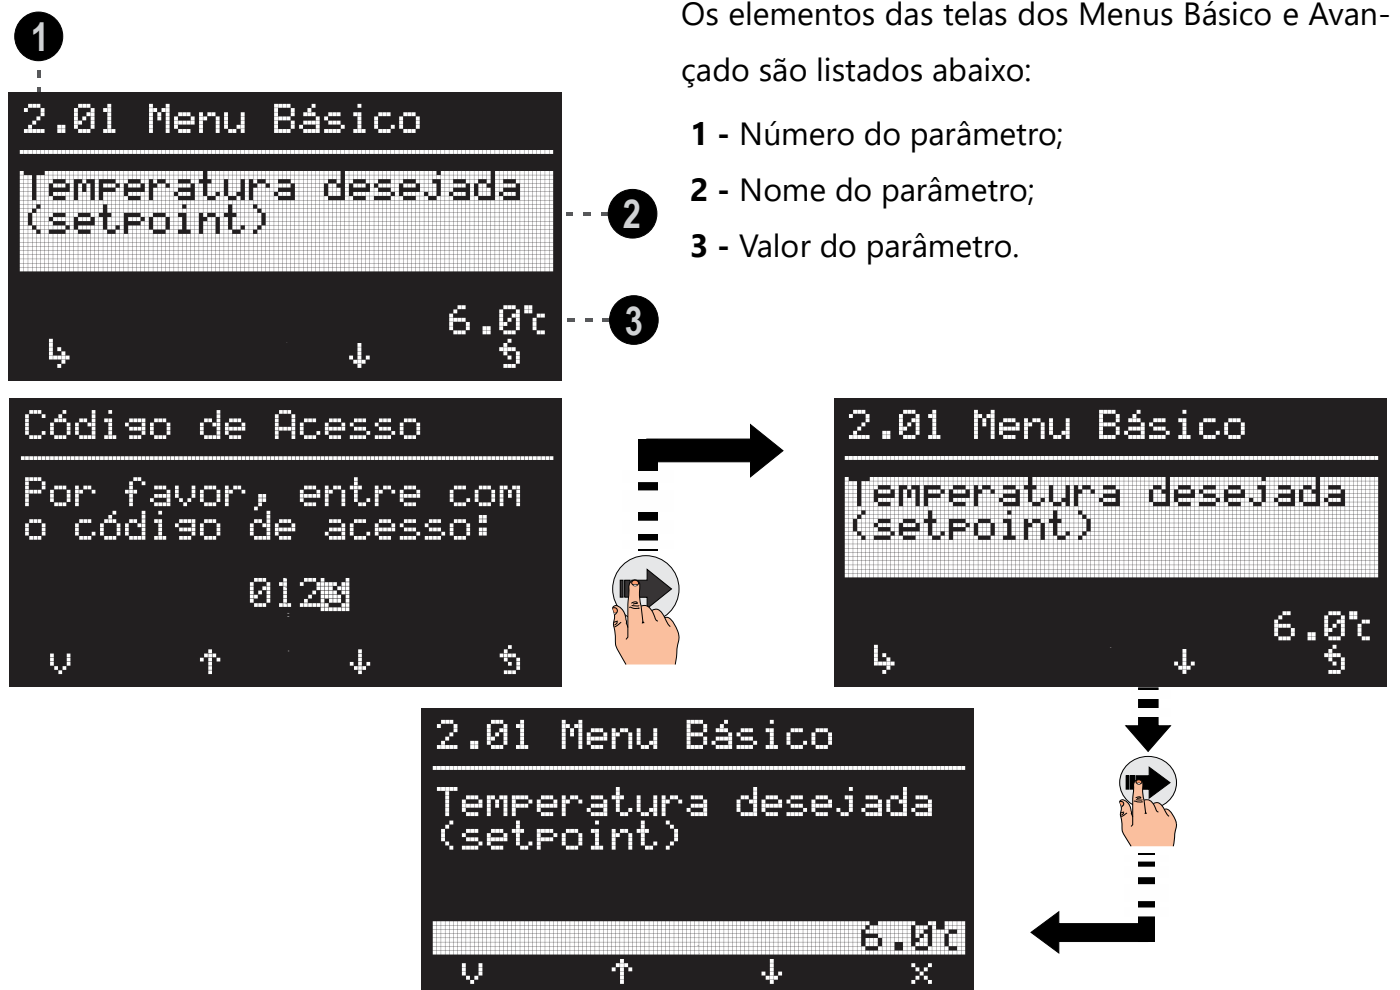 Os elementos das telas dos Menus Básico e Avan-
çado são listados abaixo:
1 - Número do parâmetro;
2 - Nome do parâmetro;
3 - Valor do parâmetro.
1
2.01 Menu Básico
Temperatura desejada
(setpoint)
2
6.0°c
3
Código de Acesso
Por favor, entre com
o código de acesso:
012
2.01 Menu Básico
Temperatura desejada
(setpoint)
6.0°c
2.01 Menu Básico
Temperatura desejada
(setpoint)
6.0°c